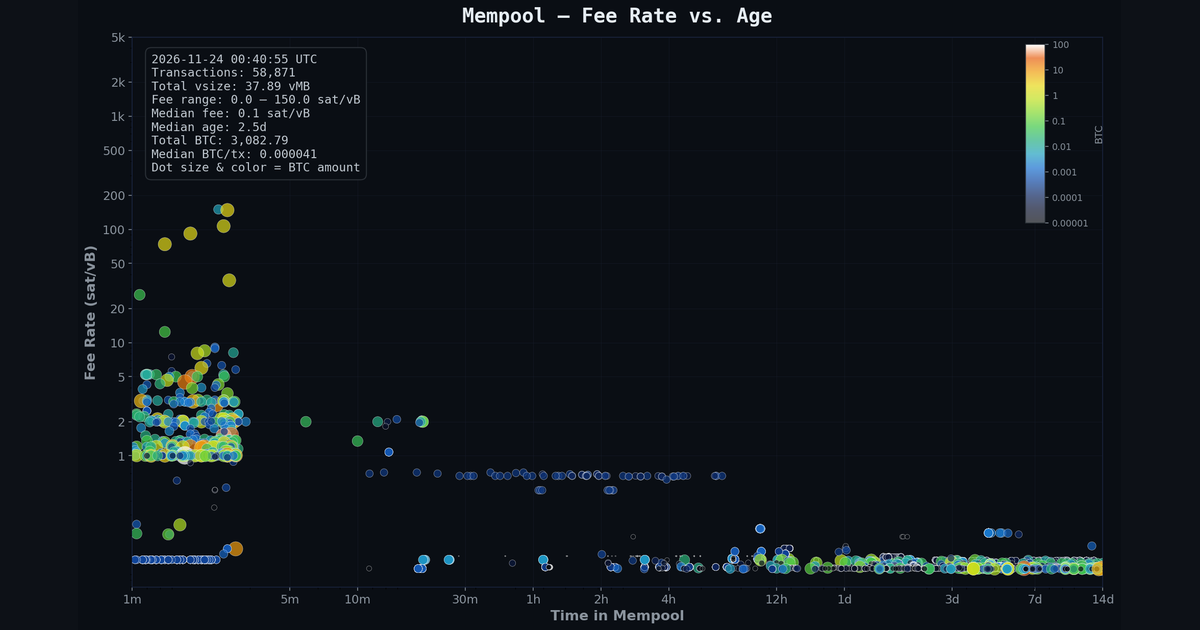 Mempool — Fee Rate vs. Age
2026-11-24 00:40:55 UTC
Transactions: 58,871
Total vsize: 37.89 vMB
Fee range: 0.0 — 150.0 sat/vB
Median fee: 0.1 sat/vB
Median age: 2.5d
Total BTC: 3,082.79
Median BTC/tx: 0.000041
Dot size & color = BTC amount
5k
2k
1k
500
200
100
50
20
10
5
2
1
Fee Rate (sat/vB)
100
10
1
0.1
0.01
0.001
0.0001
0.00001
BTC
1m 5m 10m 30m 1h 2h 4h 12h 1d 3d 7d 14d
Time in Mempool